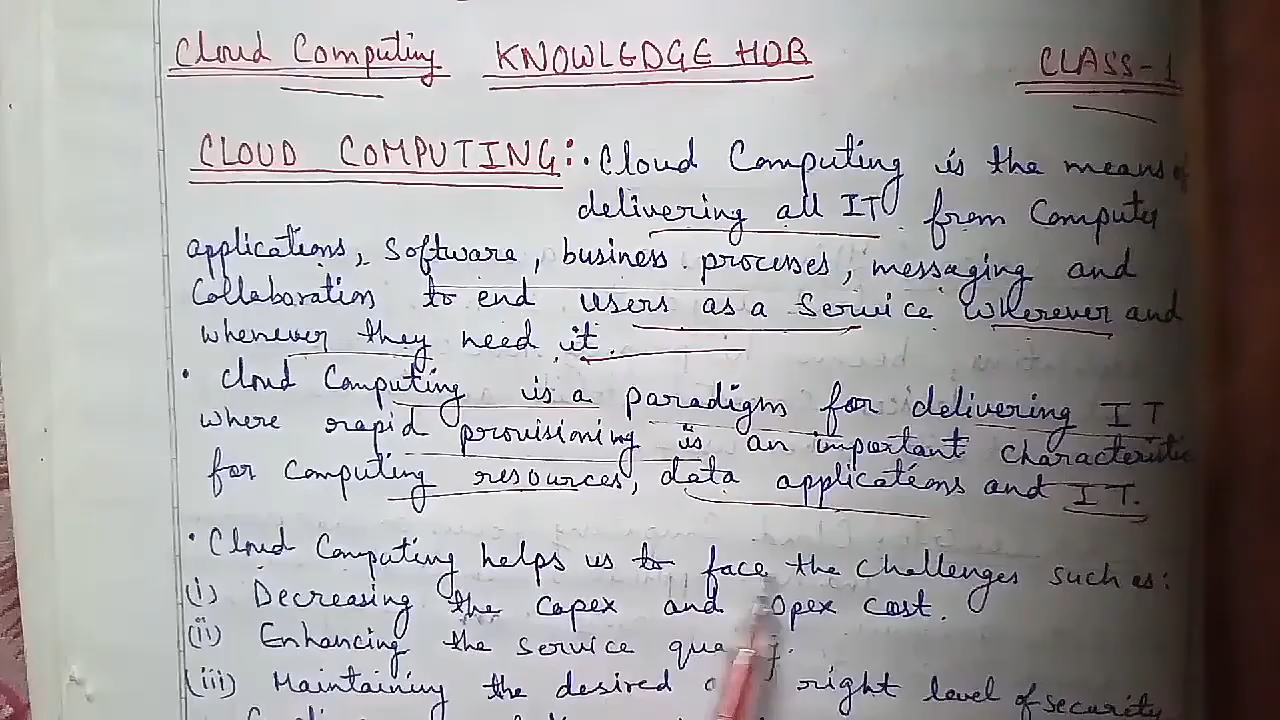 Cloud Computing KNOWLEDGE HUB CLASS-1
CLOUD COMPUTING: • Cloud Computing is the means of
delivering all IT from Computer
applications, software, business processes, messaging and
Collaboration to end users as a Service wherever and
whenever they need it.
• Cloud Computing is a paradigm for delivering IT
where rapid provisioning is an important characteristic
for Computing resources, data applications and IT.
• Cloud Computing helps us to face the challenges such as:
(i) Decreasing the capex and Opex cost.
(ii) Enhancing the service
(iii) Maintaining the desired right level of security